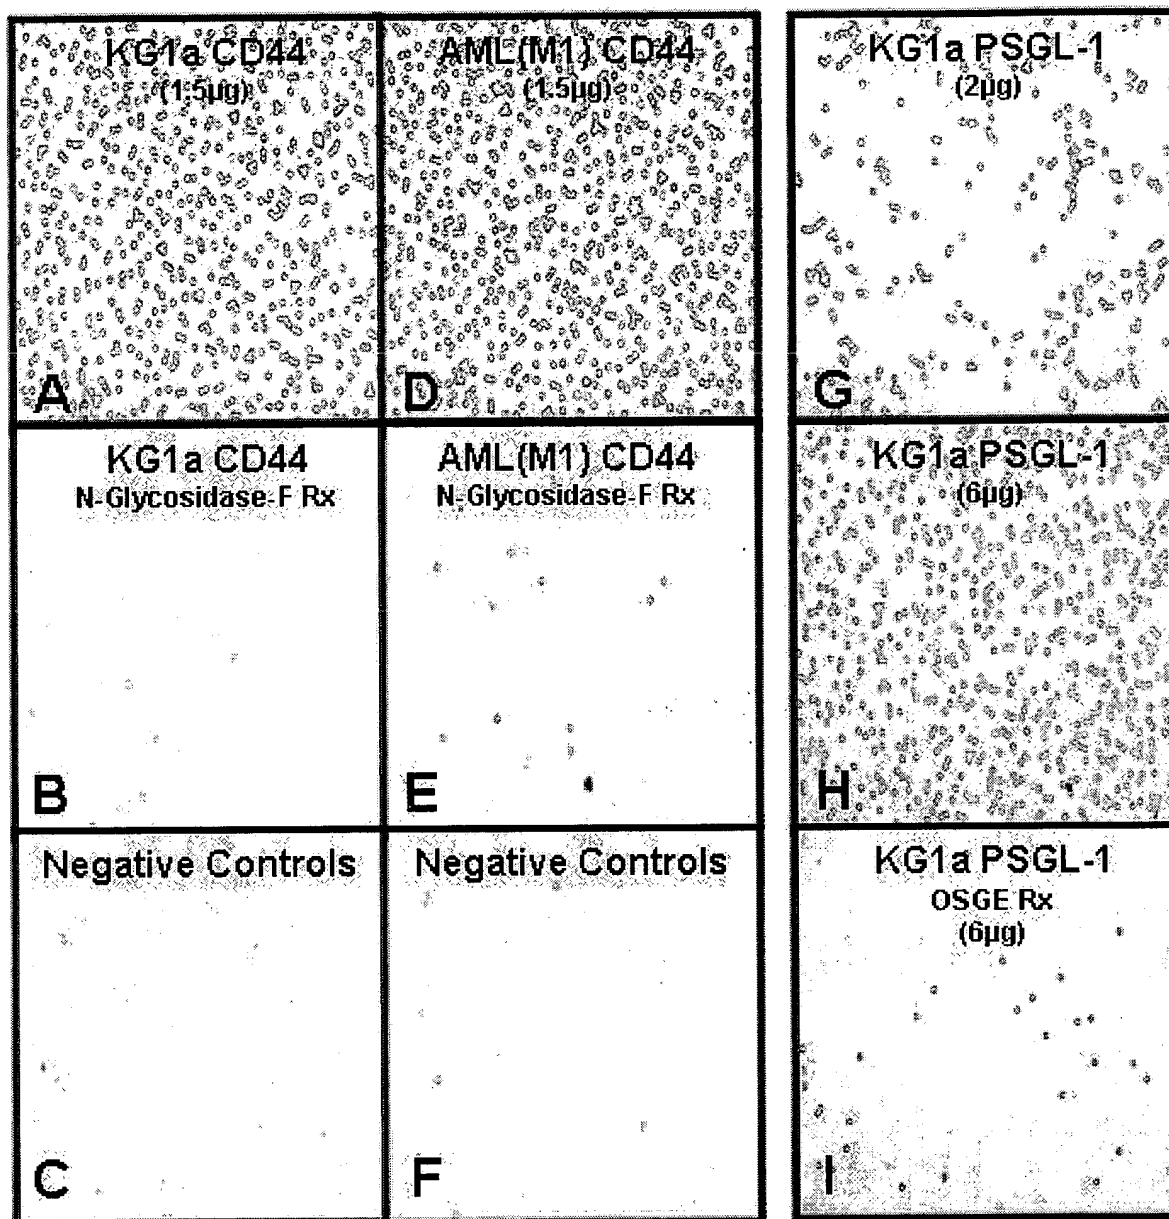 KG1a CD44
(1.5µg)
A
AML(M1) CD44
(1.5µg)
D
KG1a PSGL-1
(2µg)
G
KG1a CD44
N-Glycosidase-F Rx
B
AML(M1) CD44
N-Glycosidase-F Rx
E
KG1a PSGL-1
(6µg)
H
Negative Controls
C
Negative Controls
F
KG1a PSGL-1
OSGE Rx
(6µg)
I